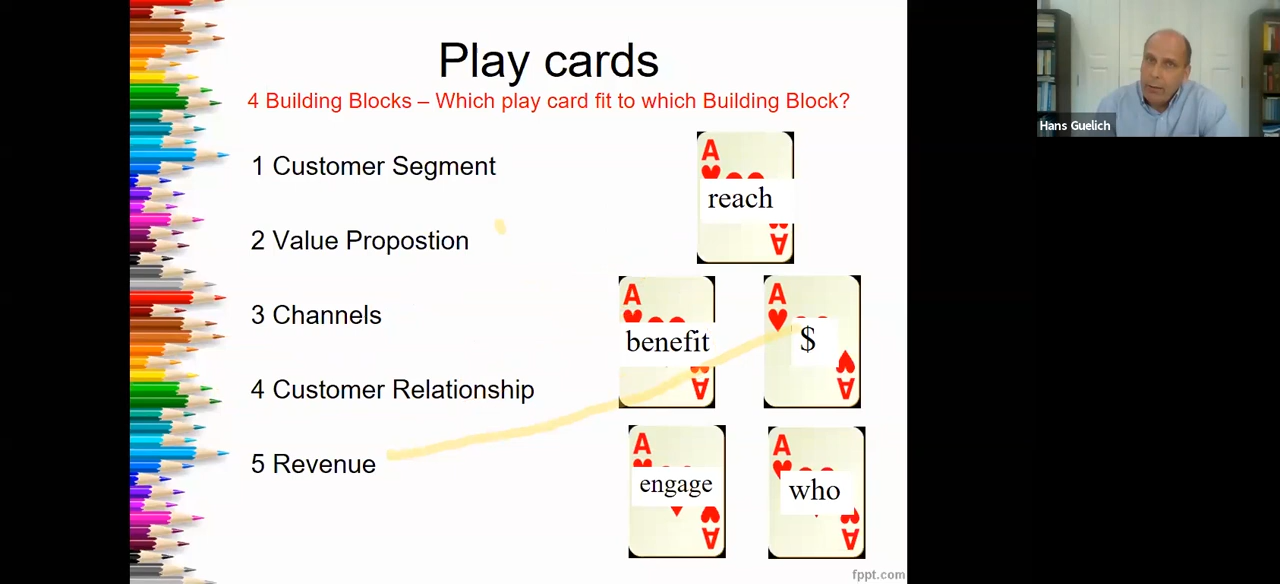 Play cards
4 Building Blocks – Which play card fit to which Building Block?
1 Customer Segment
2 Value Propostion
3 Channels
4 Customer Relationship
5 Revenue
A
reach
A
A
benefit
A
A
$
A
A
engage
A
A
who
A
fppt.com
Hans Guelich